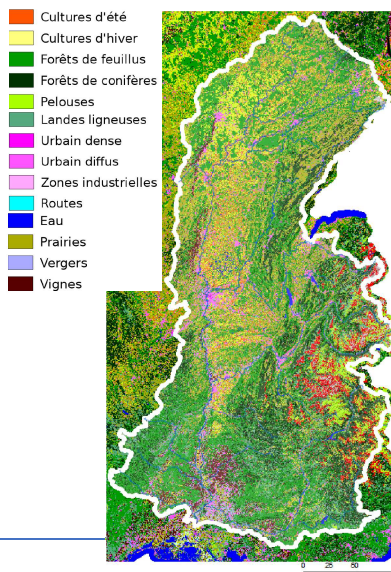 Cultures d'été
Cultures d'hiver
Forêts de feuillus
Forêts de conifères
Pelouses
Landes ligneuses
Urbain dense
Urbain diffus
Zones industrielles
Routes
Eau
Prairies
Vergers
Vignes
0 25 50